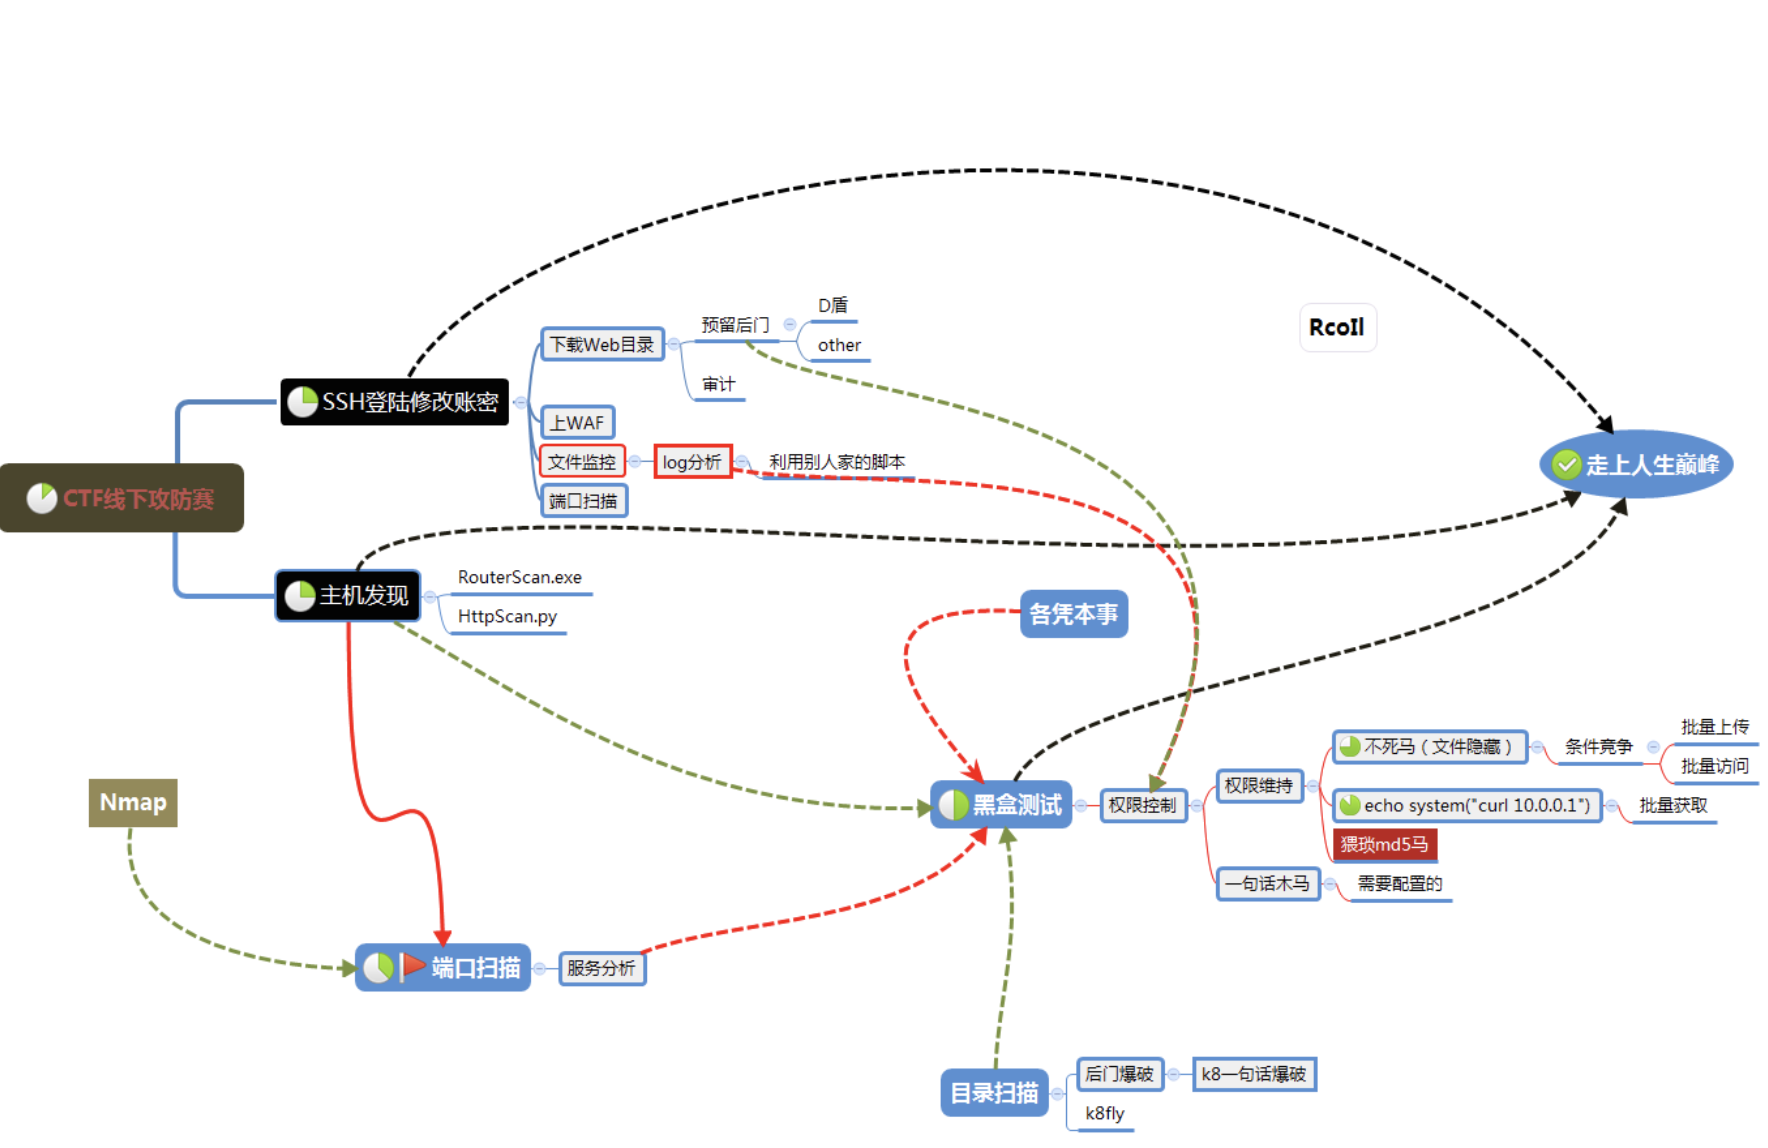 D盾
预留后门
RcoIl
下载Web目录
other
审计
SSH登陆修改账密
上WAF
文件监控
log分析
利用别人家的脚本
走上人生巅峰
CTF线下攻防赛
端口扫描
RouterScan.exe
主机发现
HttpScan.py
各凭本事
批量上传
不死马（文件隐藏）
条件竞争
批量访问
权限维持
Nmap
黑盒测试
权限控制
echo system("curl 10.0.0.1")
批量获取
猥琐md5马
一句话木马
需要配置的
端口扫描
服务分析
后门爆破
k8一句话爆破
目录扫描
k8fly